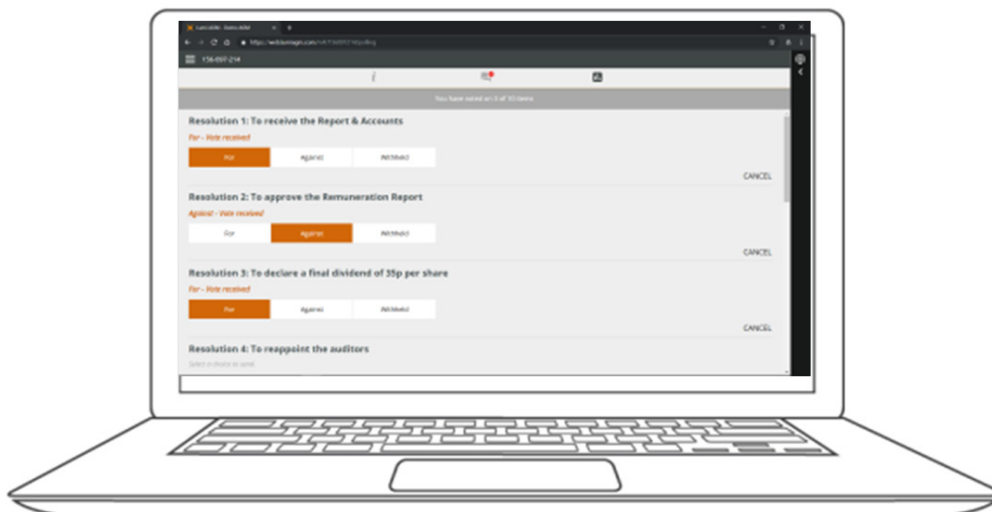 156-697-214
i
You have voted on 3 of 10 items
Resolution 1: To receive the Report & Accounts
For - Vote received
For Against Withheld
CANCEL
Resolution 2: To approve the Remuneration Report
Against - Vote received
For Against Withheld
CANCEL
Resolution 3: To declare a final dividend of 35p per share
For - Vote received
For Against Withheld
CANCEL
Resolution 4: To reappoint the auditors
Select a choice to send.